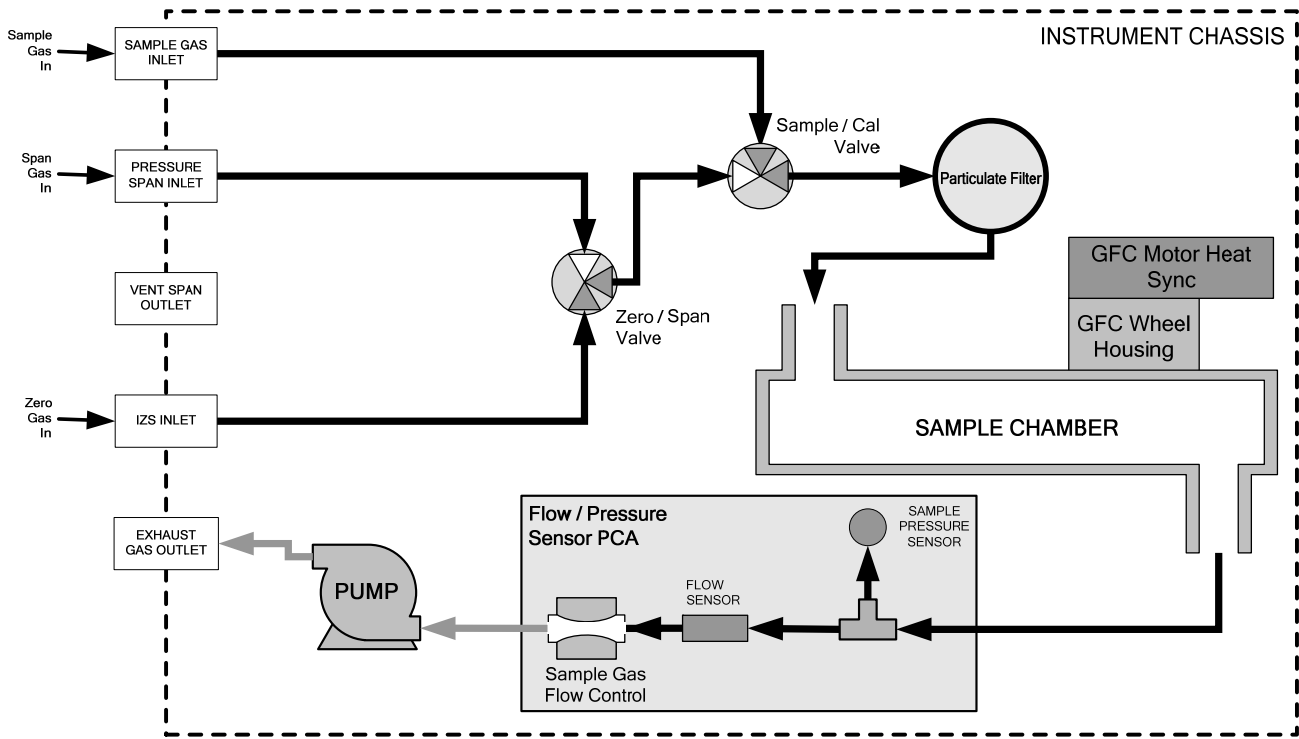 Sample
Gas
In
SAMPLE GAS
INLET
INSTRUMENT CHASSIS
Sample / Cal
Valve
Span
Gas
In
PRESSURE
SPAN INLET
Particulate Filter
VENT SPAN
OUTLET
Zero / Span
Valve
GFC Motor Heat
Sync
GFC Wheel
Housing
Zero
Gas
In
IZS INLET
SAMPLE CHAMBER
EXHAUST
GAS OUTLET
PUMP
Flow / Pressure
Sensor PCA
SAMPLE
PRESSURE
SENSOR
FLOW
SENSOR
Sample Gas
Flow Control